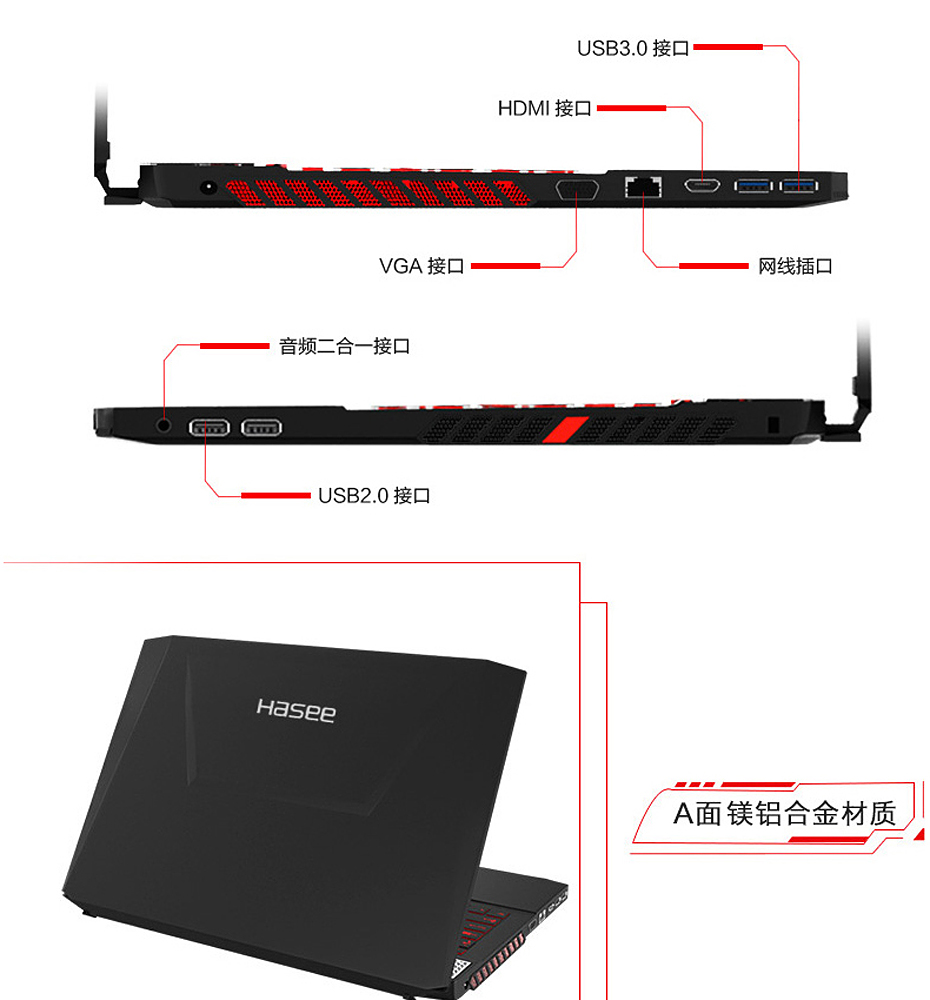 USB3.0 接口
HDMI 接口
VGA 接口
网线插口
音频二合一接口
USB2.0 接口
Hasee
A面 镁铝合金材质